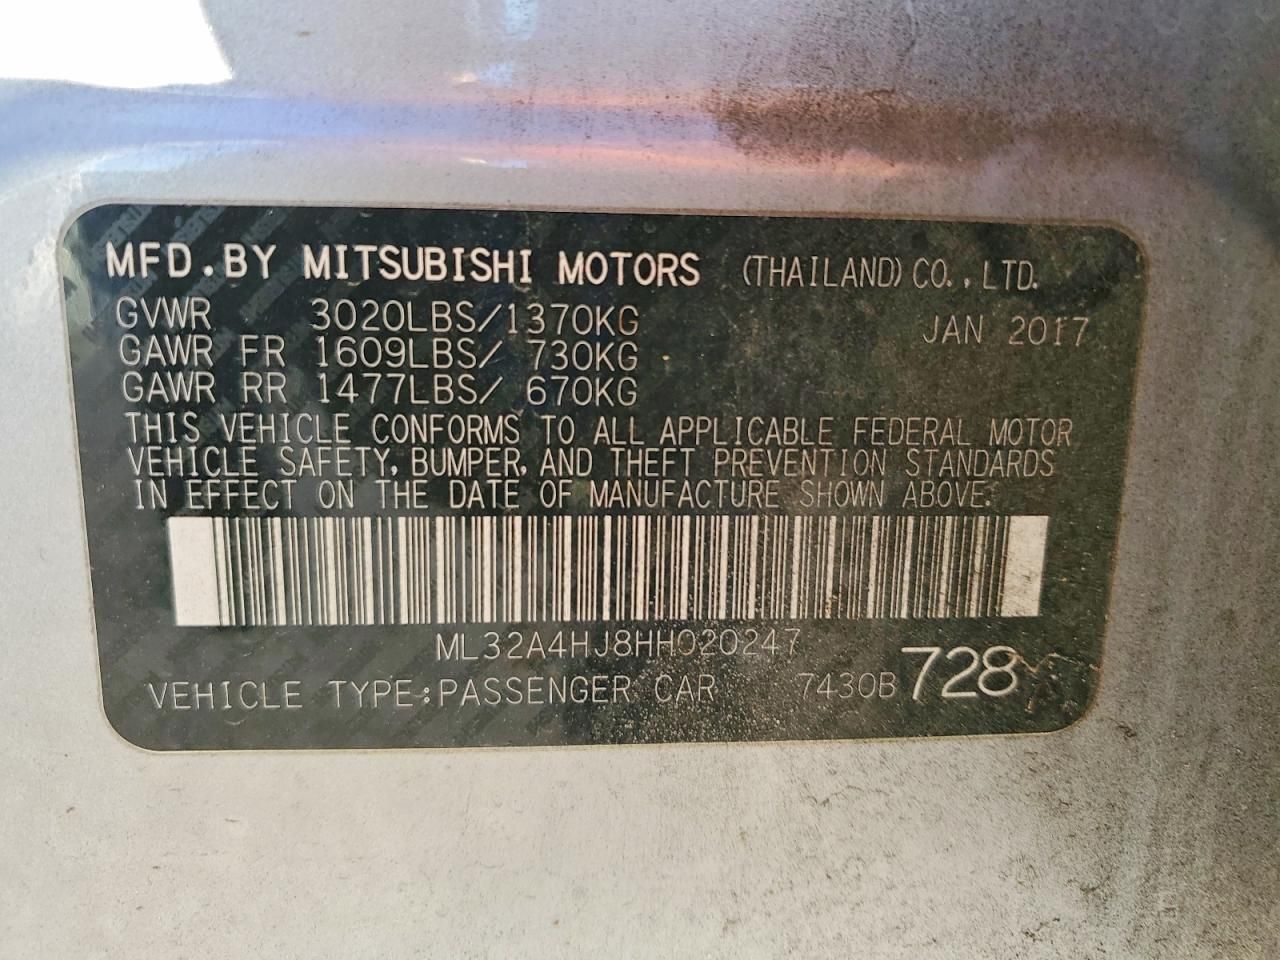 MFD.BY MITSUBISHI MOTORS (THAILAND) CO., LTD.
GVWR 3020LBS/1370KG JAN 2017
GAWR FR 1609LBS/ 730KG
GAWR RR 1477LBS/ 670KG
THIS VEHICLE CONFORMS TO ALL APPLICABLE FEDERAL MOTOR
VEHICLE SAFETY, BUMPER, AND THEFT PREVENTION STANDARDS
IN EFFECT ON THE DATE OF MANUFACTURE SHOWN ABOVE.
ML32A4HJ8HH020247
VEHICLE TYPE:PASSENGER CAR 7430B 728